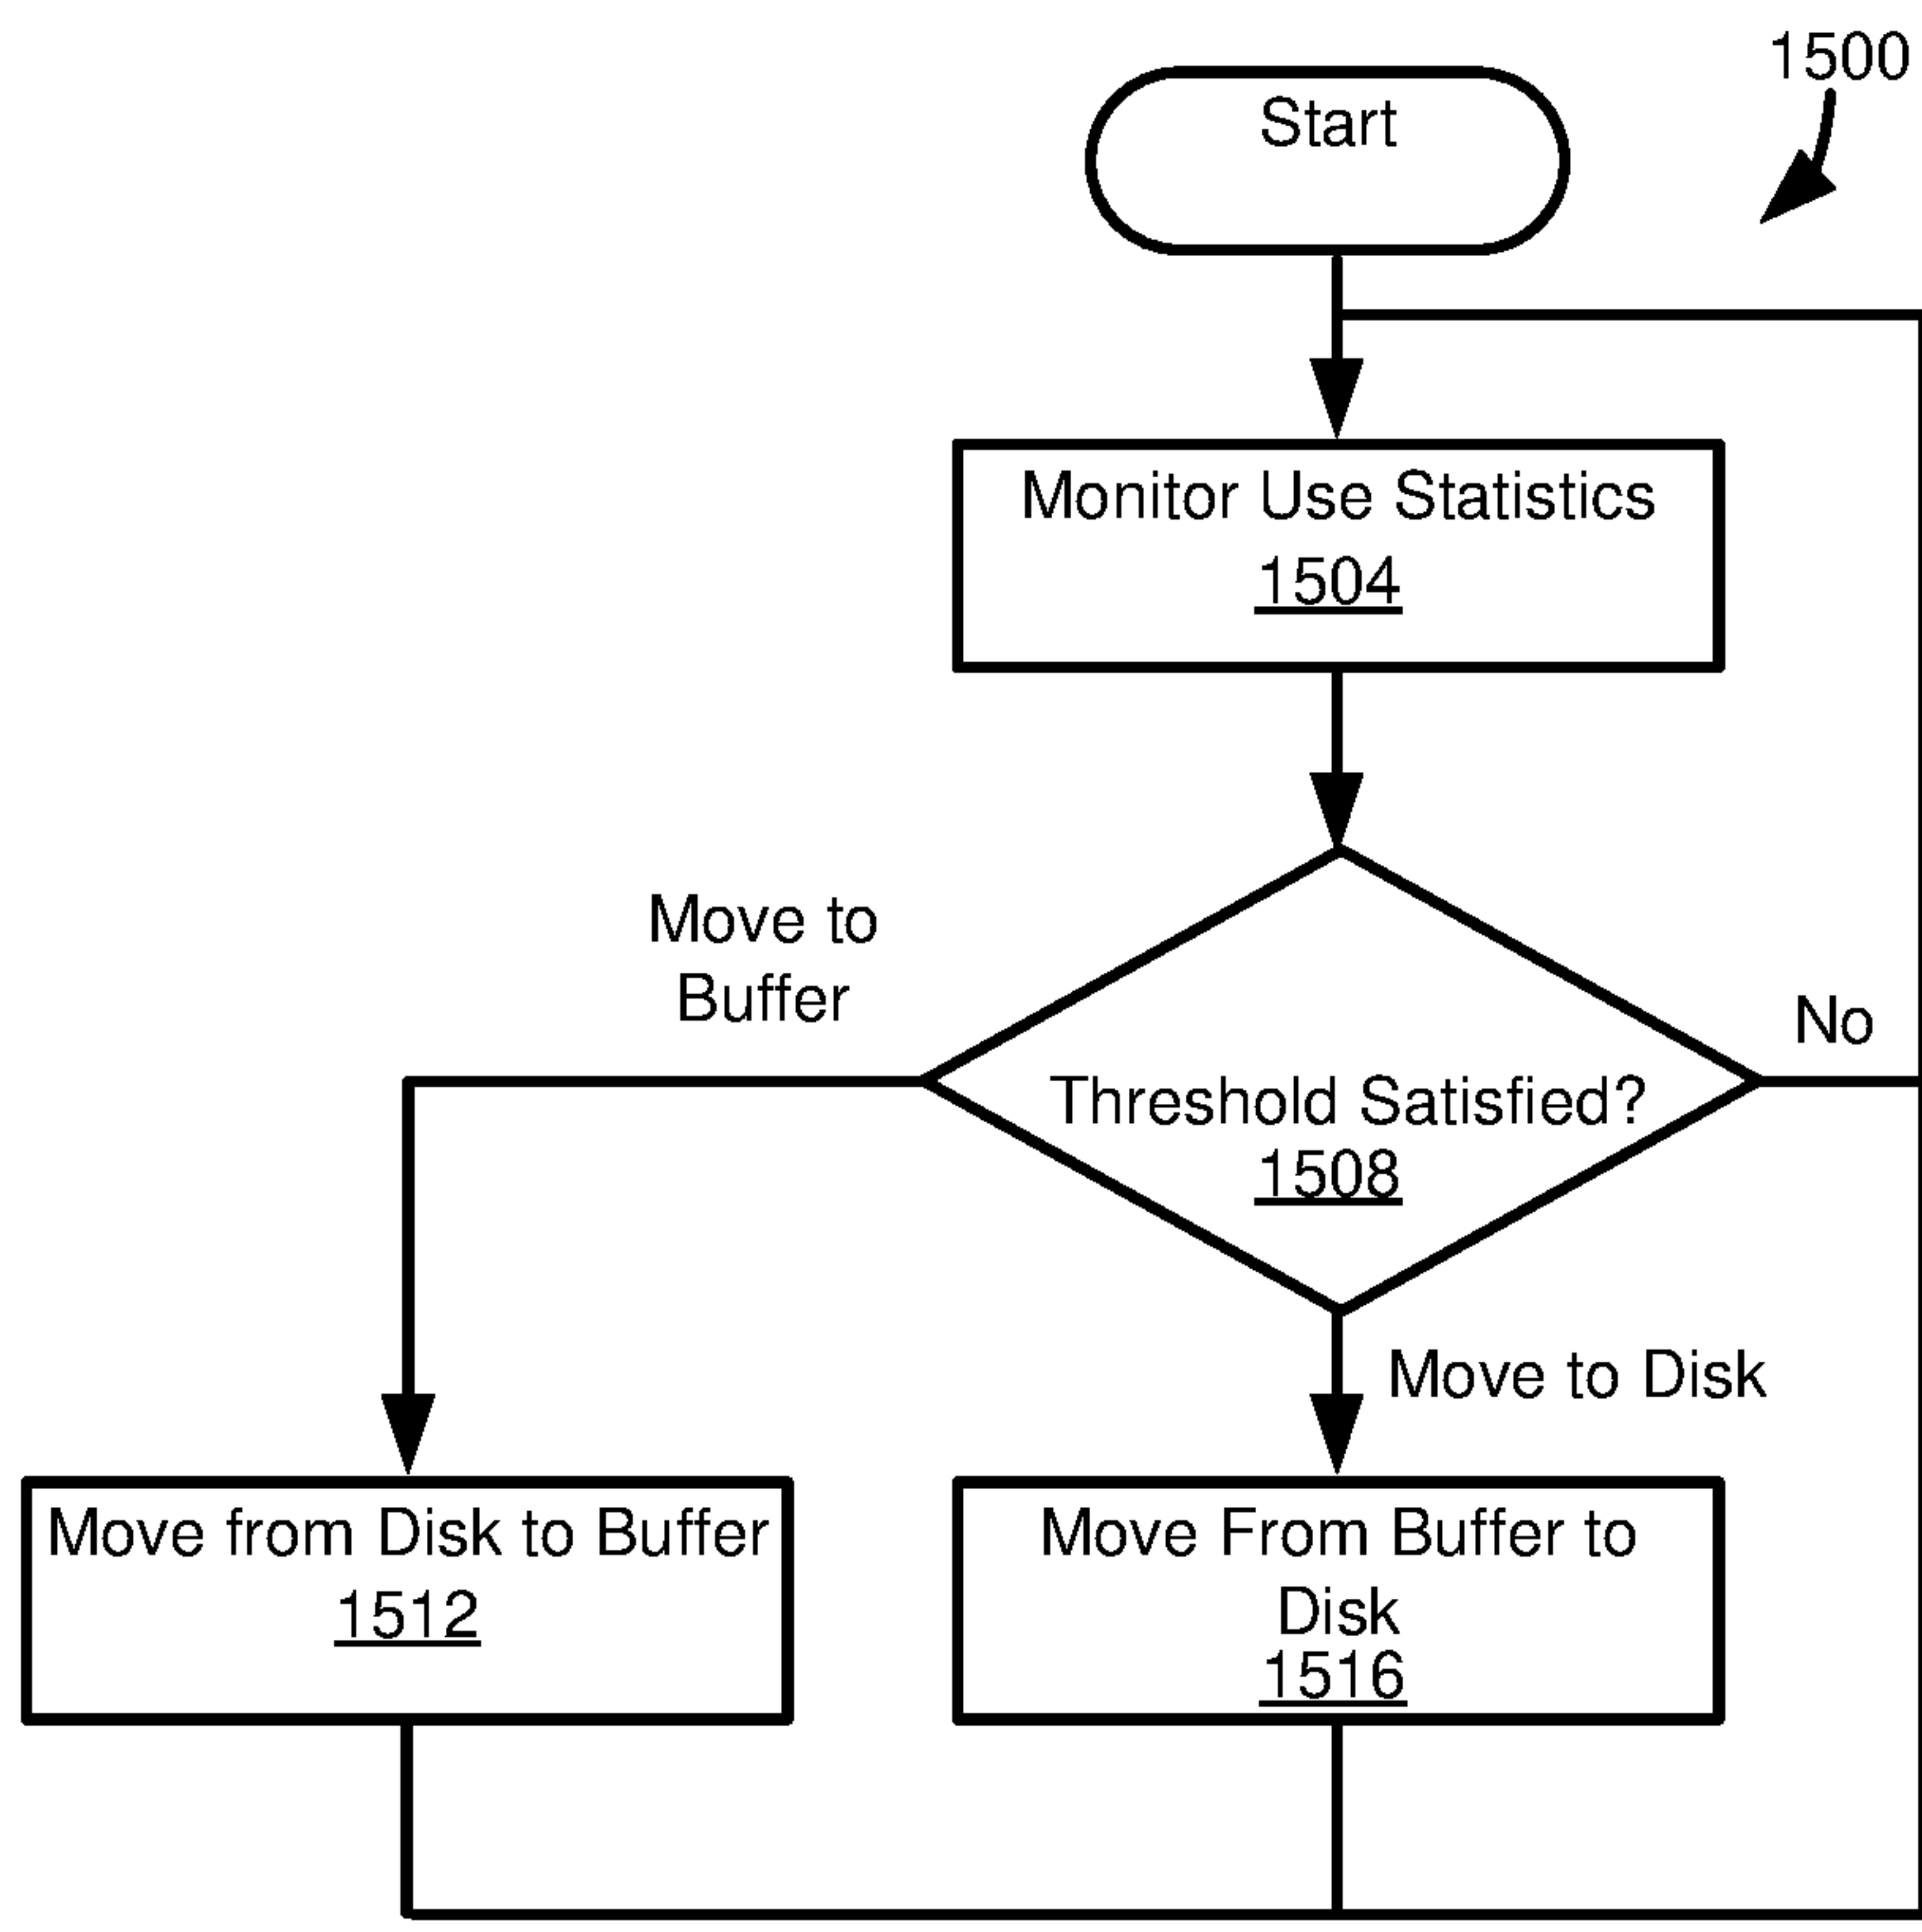 1500
Start
Monitor Use Statistics
1504
Move to
Buffer
No
Threshold Satisfied?
1508
Move to Disk
Move from Disk to Buffer
1512
Move From Buffer to
Disk
1516